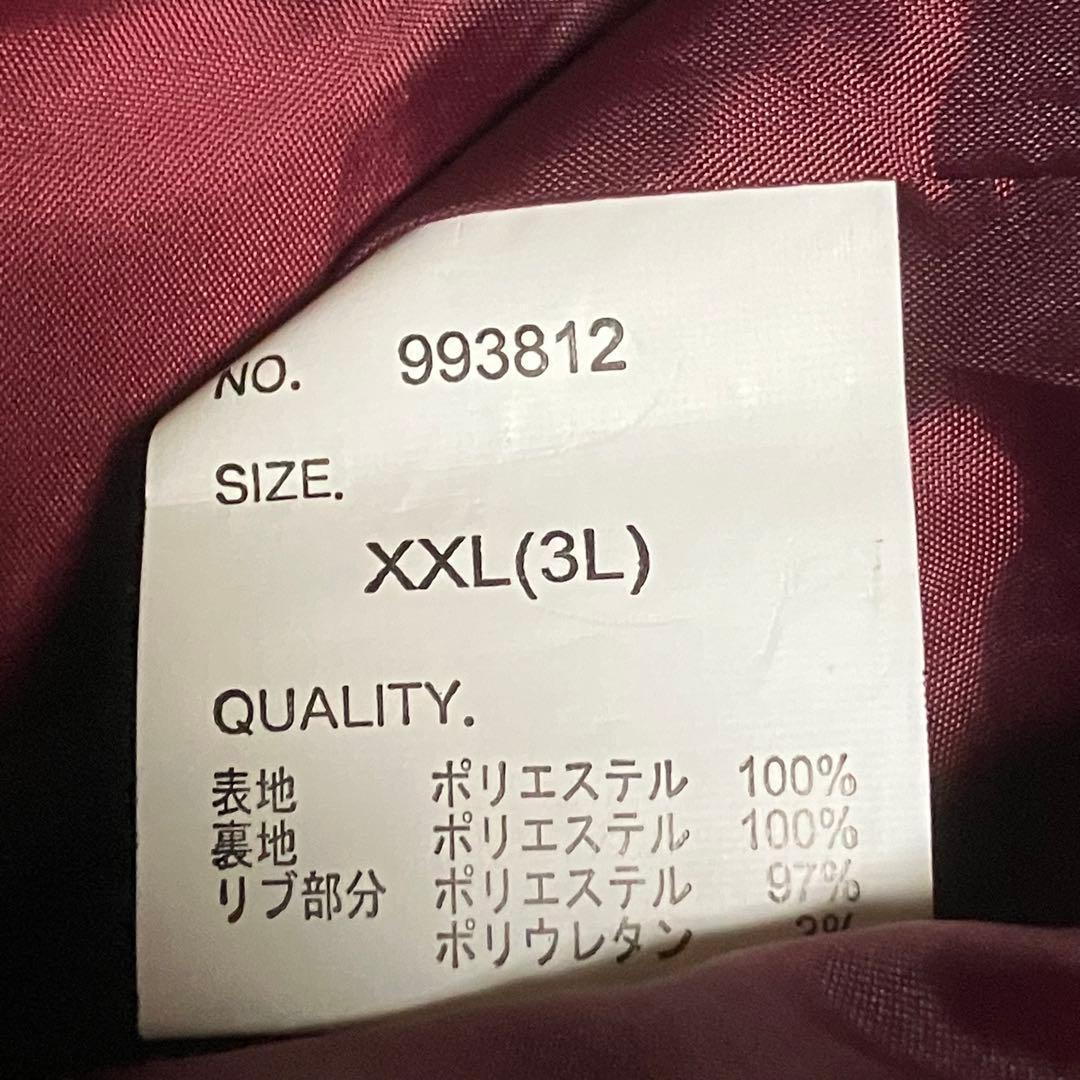 NO. 993812
SIZE.
XXL(3L)
QUALITY.
表地 ポリエステル 100%
裏地 ポリエステル 100%
リブ部分 ポリエステル 97%
ポリウレタン